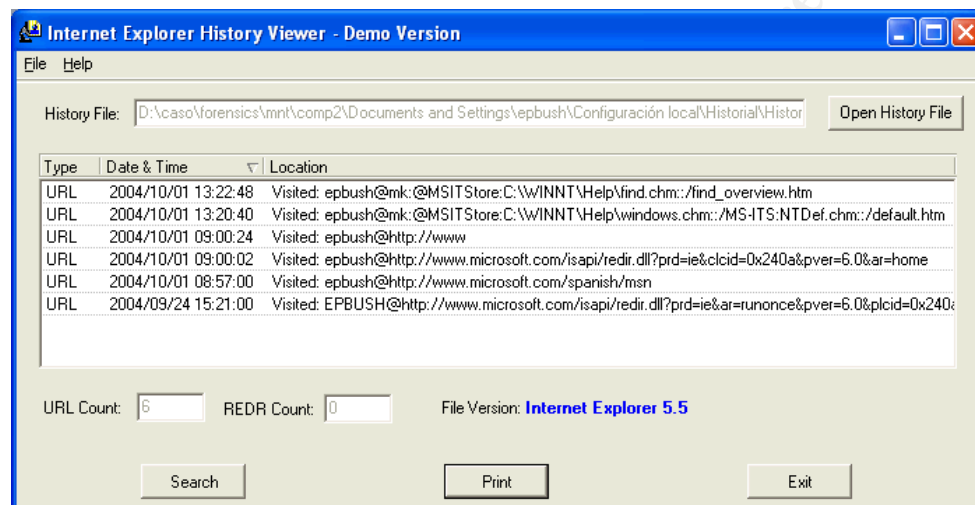 Internet Explorer History Viewer - Demo Version
File Help
History File: D:\caso\forensics\mnt\comp2\Documents and Settings\epbush\Configuración local\Historial\Histor Open History File
Type Date & Time Location
URL 2004/10/01 13:22:48 Visited: epbush@mk:@MSITStore:C:\WINNT\Help\find.chm::/find_overview.htm
URL 2004/10/01 13:20:40 Visited: epbush@mk:@MSITStore:C:\WINNT\Help\windows.chm::/MS-ITS:NTDef.chm::/default.htm
URL 2004/10/01 09:00:24 Visited: epbush@http://www
URL 2004/10/01 09:00:02 Visited: epbush@http://www.microsoft.com/isapi/redir.dll?prd=ie&clcid=0x240a&pver=6.0&ar=home
URL 2004/10/01 08:57:00 Visited: epbush@http://www.microsoft.com/spanish/msn
URL 2004/09/24 15:21:00 Visited: EPBUSH@http://www.microsoft.com/isapi/redir.dll?prd=ie&ar=runonce&pver=6.0&plcid=0x240a
URL Count: 6 REDR Count: 0 File Version: Internet Explorer 5.5
Search Print Exit